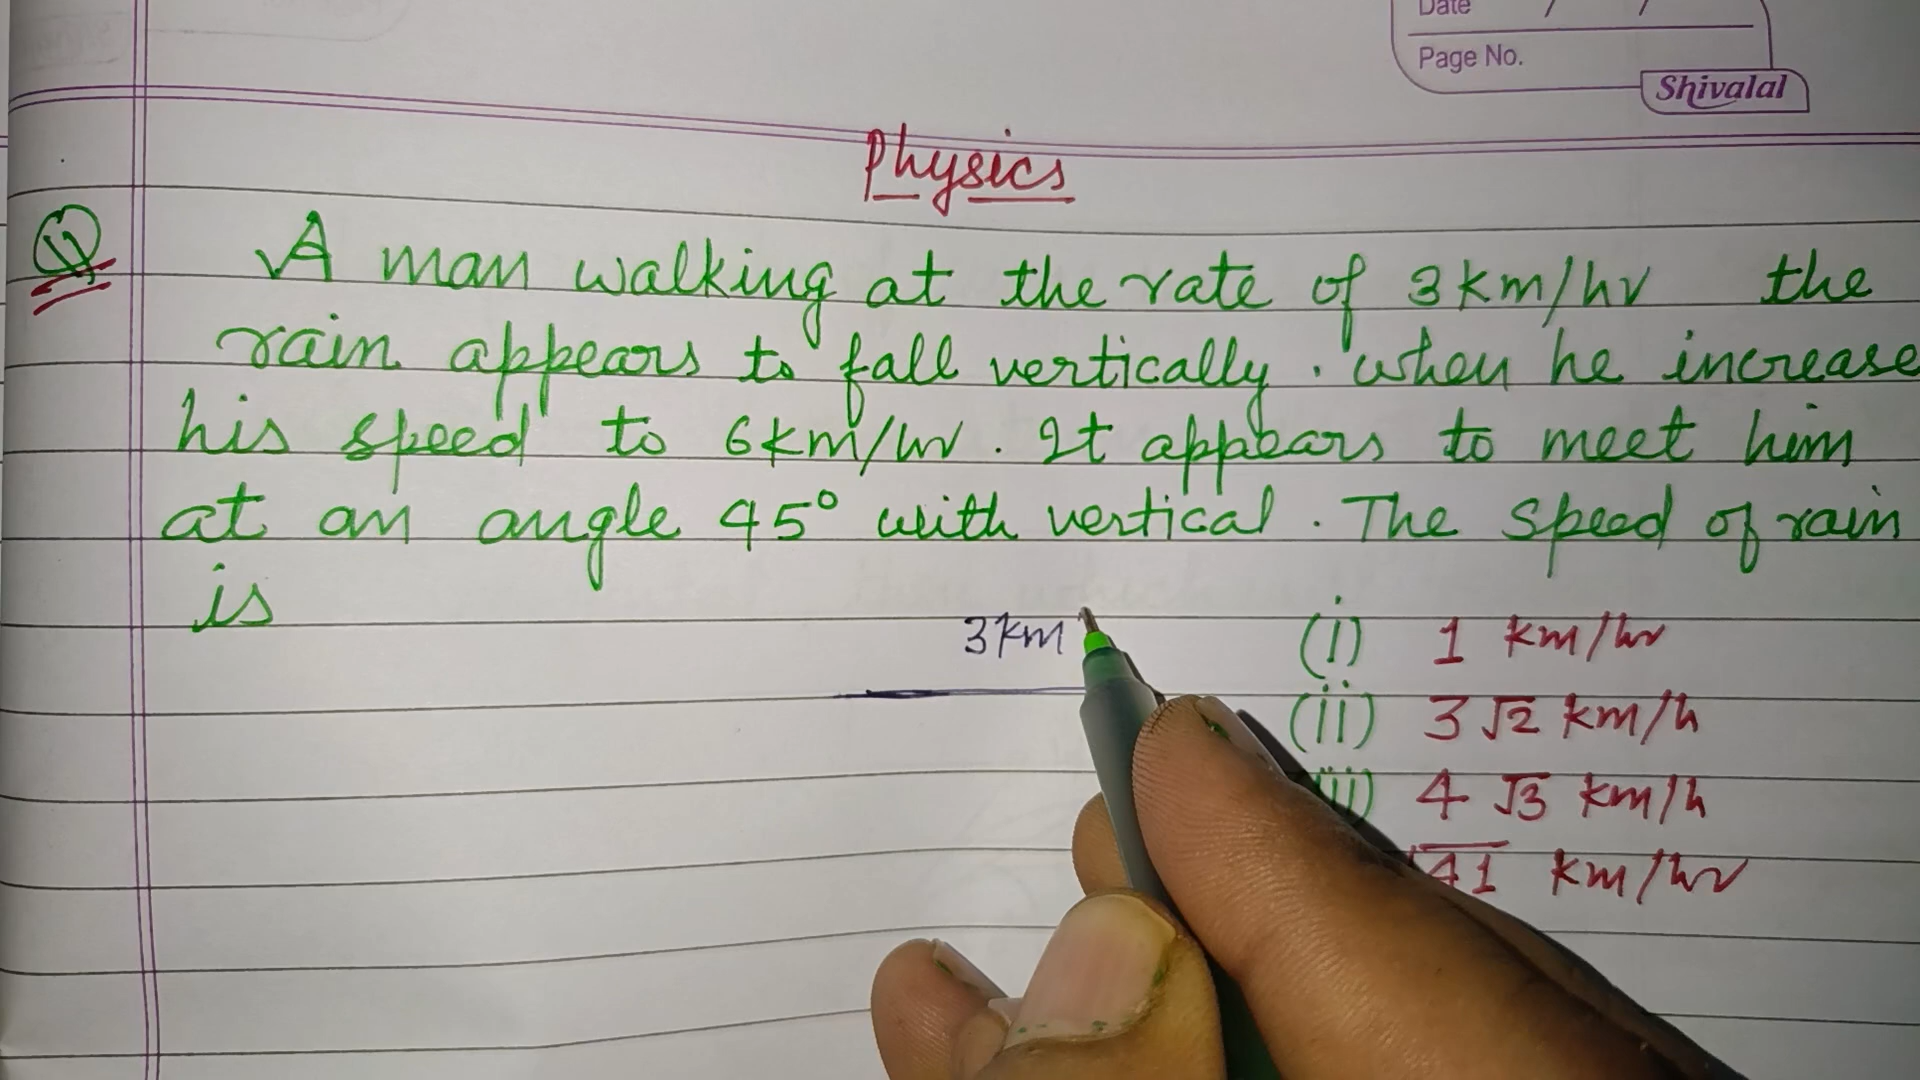 Date / /
Page No.
Shivalal
Physics
Q A man walking at the rate of 3km/hr the
rain appears to fall vertically. when he increase
his speed to 6km/hr. It appears to meet him
at an angle 45° with vertical. The speed of rain
is
3km
(i) 1 km/hr
(ii) 3√2 km/h
4√3 km/h
√41 km/hr